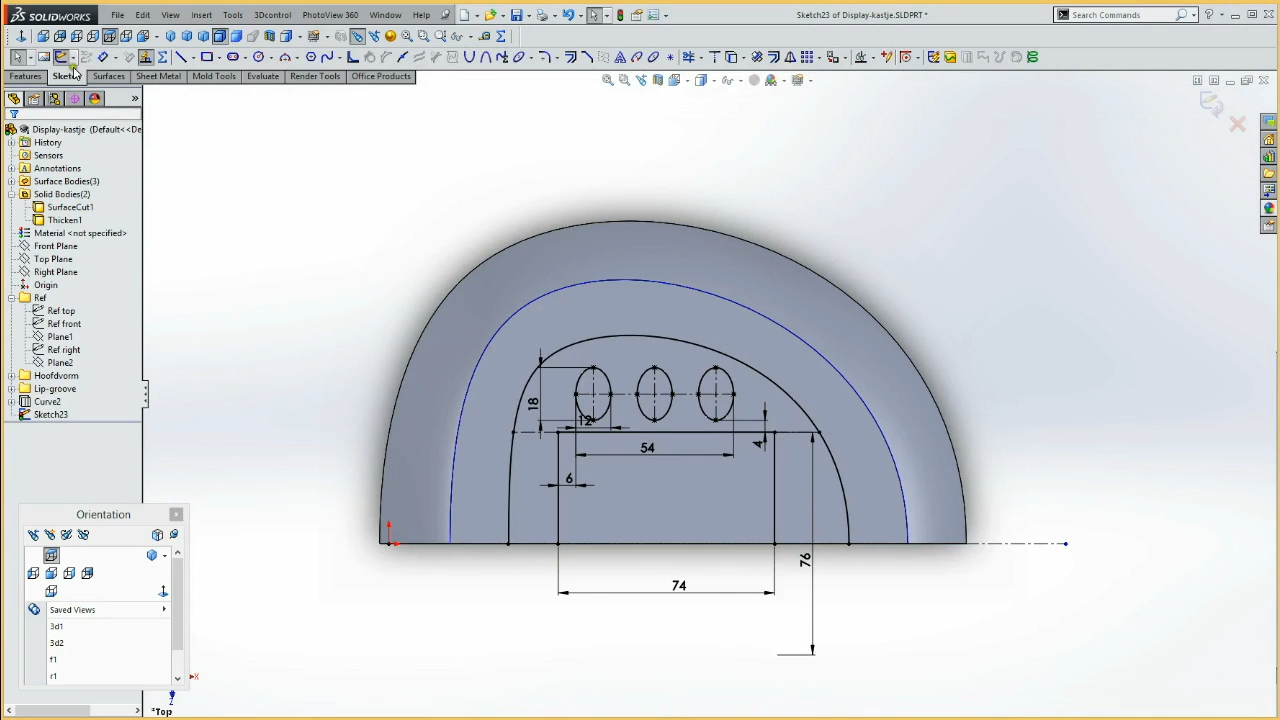 SOLIDWORKS
File Edit View Insert Tools 3Dcontrol PhotoView 360 Window Help
Sketch23 of Display-kastje.SLDPRT *
Search Commands
Features Sketch Surfaces Sheet Metal Mold Tools Evaluate Render Tools Office Products
Display-kastje (Default<<De
History
Sensors
Annotations
Surface Bodies(3)
Solid Bodies(2)
SurfaceCut1
Thicken1
Material <not specified>
Front Plane
Top Plane
Right Plane
Origin
Ref
Ref top
Ref front
Plane1
Ref right
Plane2
Hoofdvorm
Lip-groove
Curve2
Sketch23
18
12
54
4
6
76
74
Orientation
Saved Views
3d1
3d2
f1
r1
X
Z
*Top